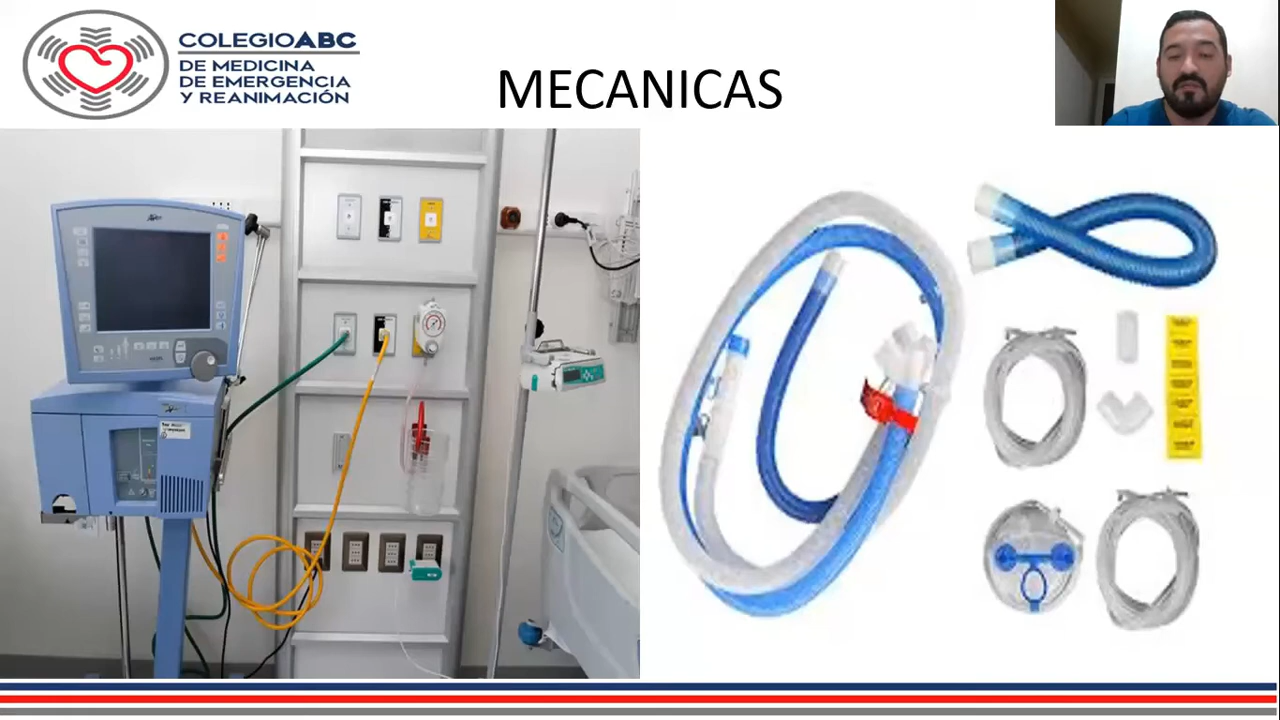 COLEGIOABC
DE MEDICINA
DE EMERGENCIA
Y REANIMACIÓN
MECANICAS